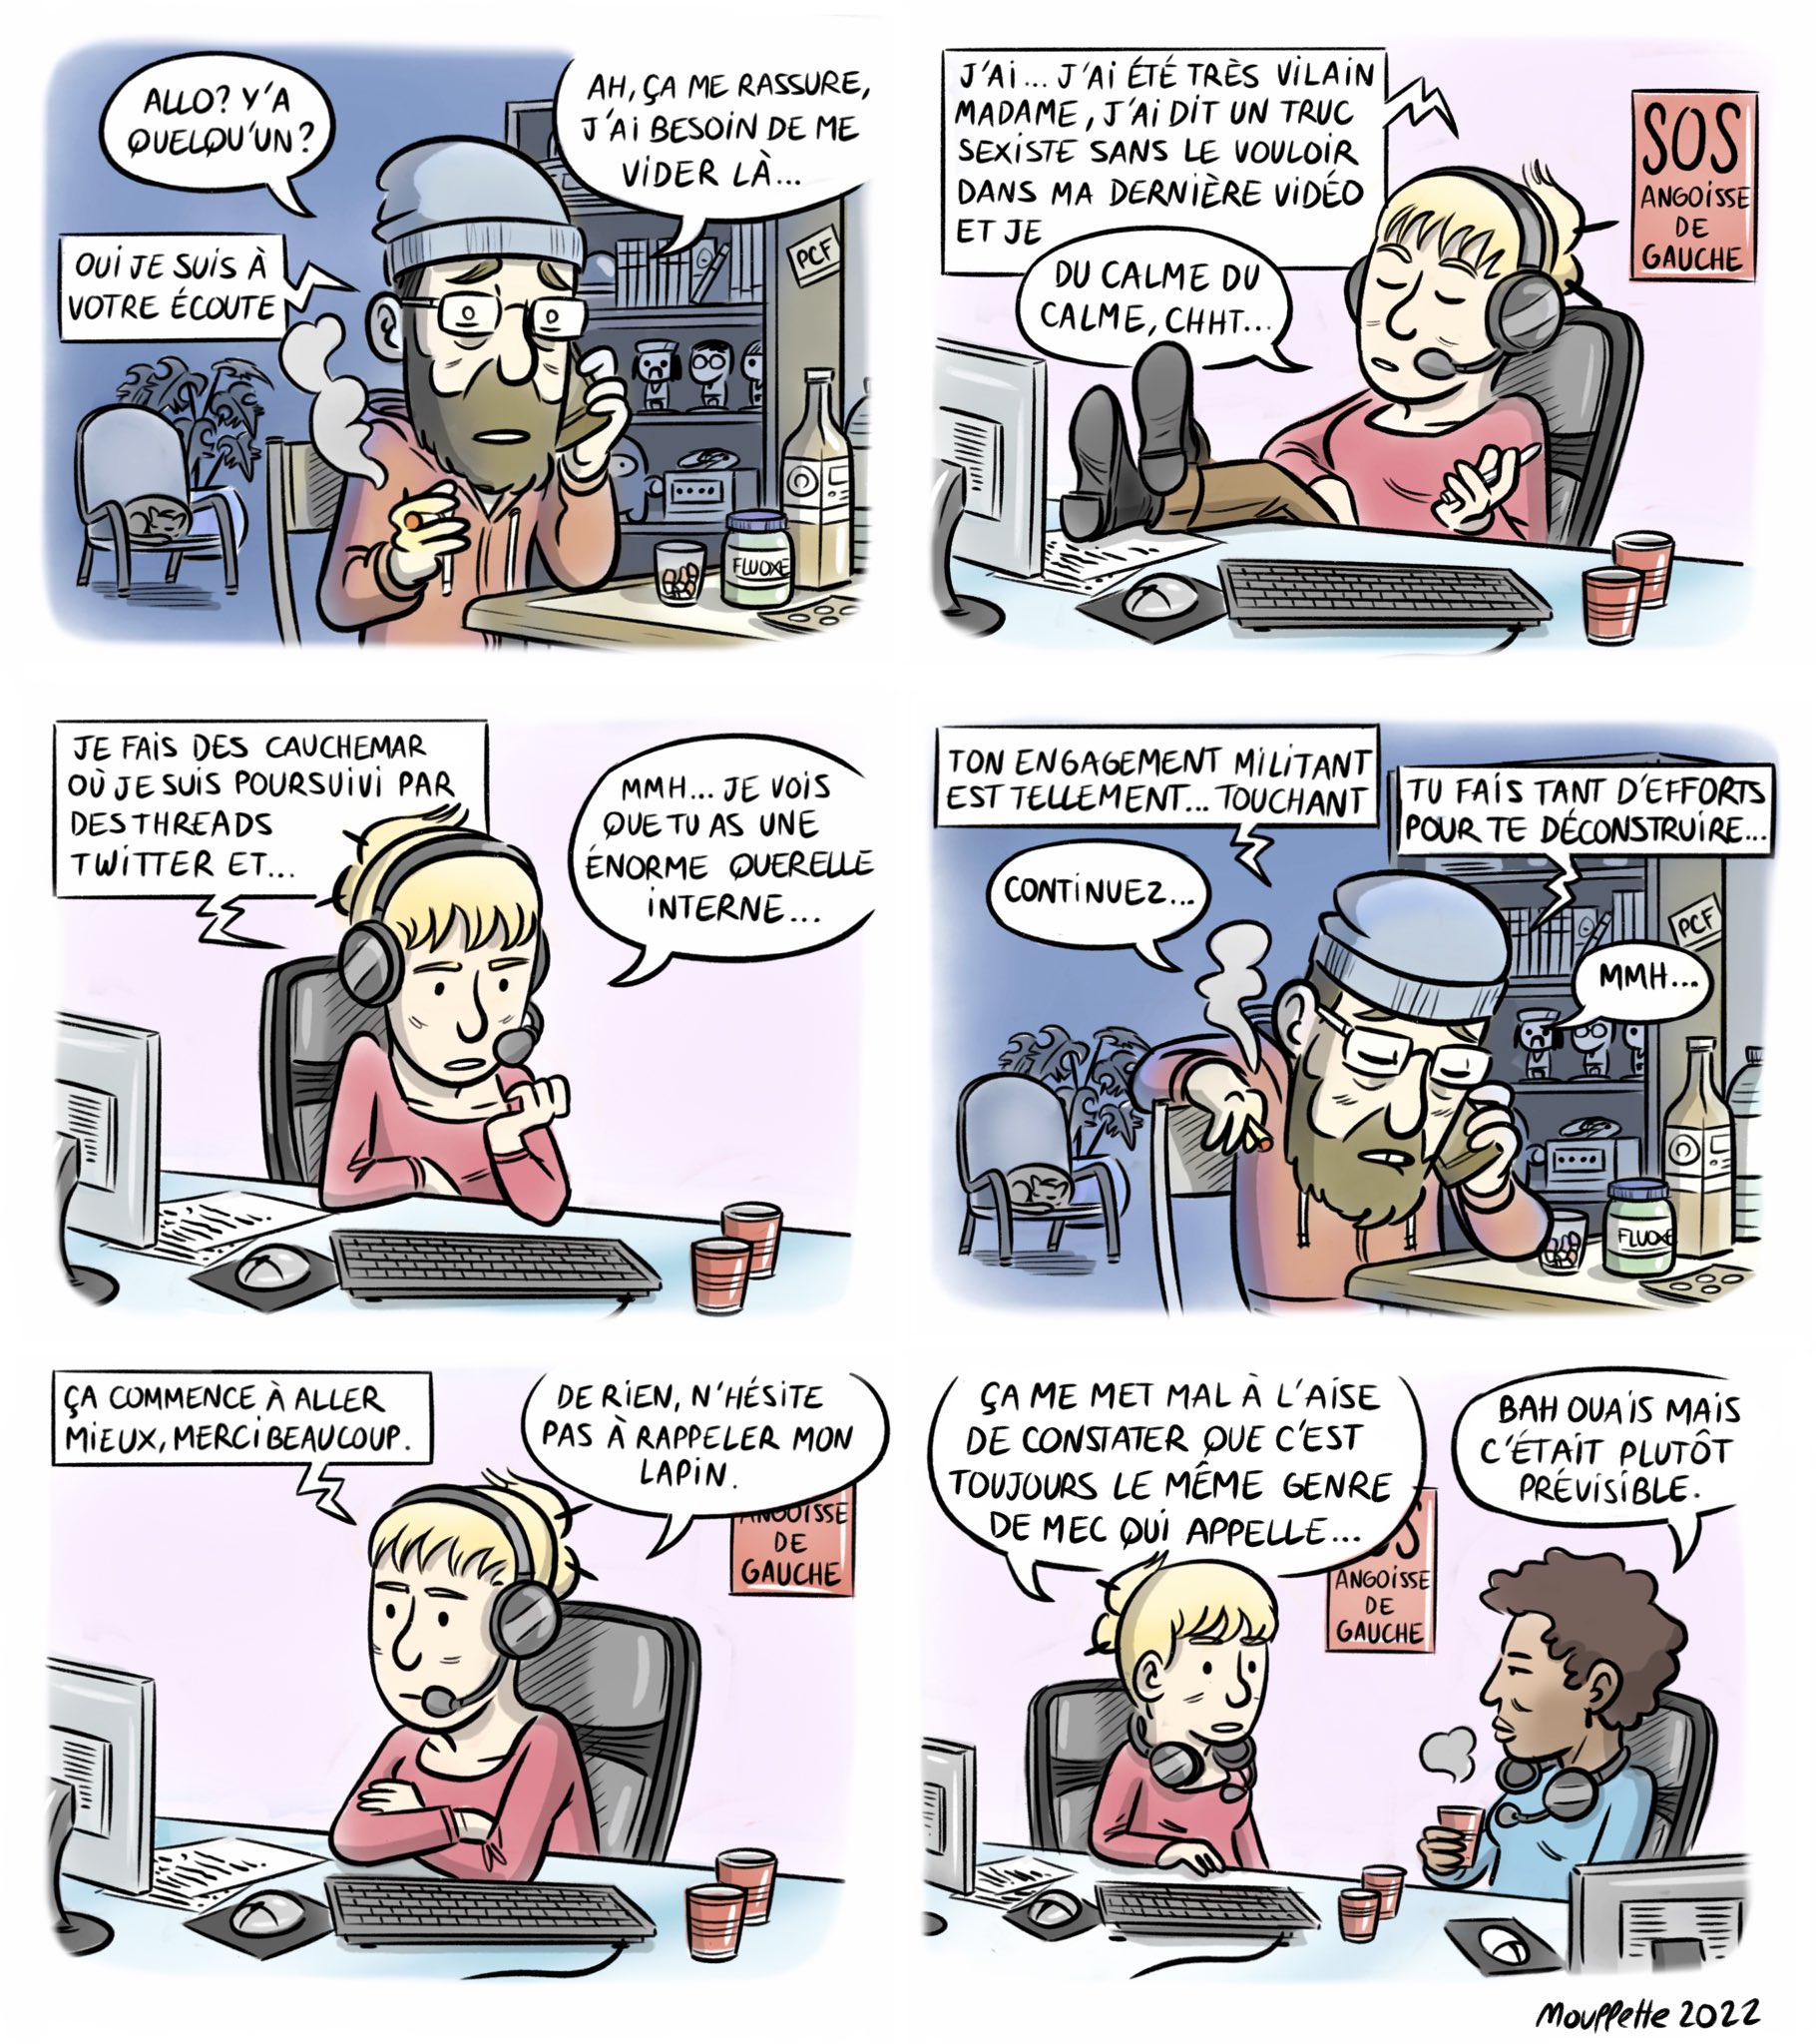 ALLO? Y'A
QUELQU'UN?
OUI JE SUIS À
VOTRE ÉCOUTE
AH, ÇA ME RASSURE,
J'AI BESOIN DE ME
VIDER LÀ...
PCF
FLUOXE
J'AI... J'AI ÉTÉ TRÈS VILAIN
MADAME, J'AI DIT UN TRUC
SEXISTE SANS LE VOULOIR
DANS MA DERNIÈRE VIDÉO
ET JE
DU CALME DU
CALME, CHHT...
SOS
ANGOISSE
DE
GAUCHE
JE FAIS DES CAUCHEMAR
OÙ JE SUIS POURSUIVI PAR
DES THREADS
TWITTER ET...
MMH... JE VOIS
QUE TU AS UNE
ÉNORME QUERELLE
INTERNE...
TON ENGAGEMENT MILITANT
EST TELLEMENT... TOUCHANT
TU FAIS TANT D'EFFORTS
POUR TE DÉCONSTRUIRE...
CONTINUEZ...
MMH...
PCF
FLUOXE
ÇA COMMENCE À ALLER
MIEUX, MERCI BEAUCOUP.
DE RIEN, N'HÉSITE
PAS À RAPPELER MON
LAPIN.
ANGOISSE
DE
GAUCHE
ÇA ME MET MAL À L'AISE
DE CONSTATER QUE C'EST
TOUJOURS LE MÊME GENRE
DE MEC QUI APPELLE...
BAH OUAIS MAIS
C'ÉTAIT PLUTÔT
PRÉVISIBLE.
S
ANGOISSE
DE
GAUCHE
Mouppette 2022